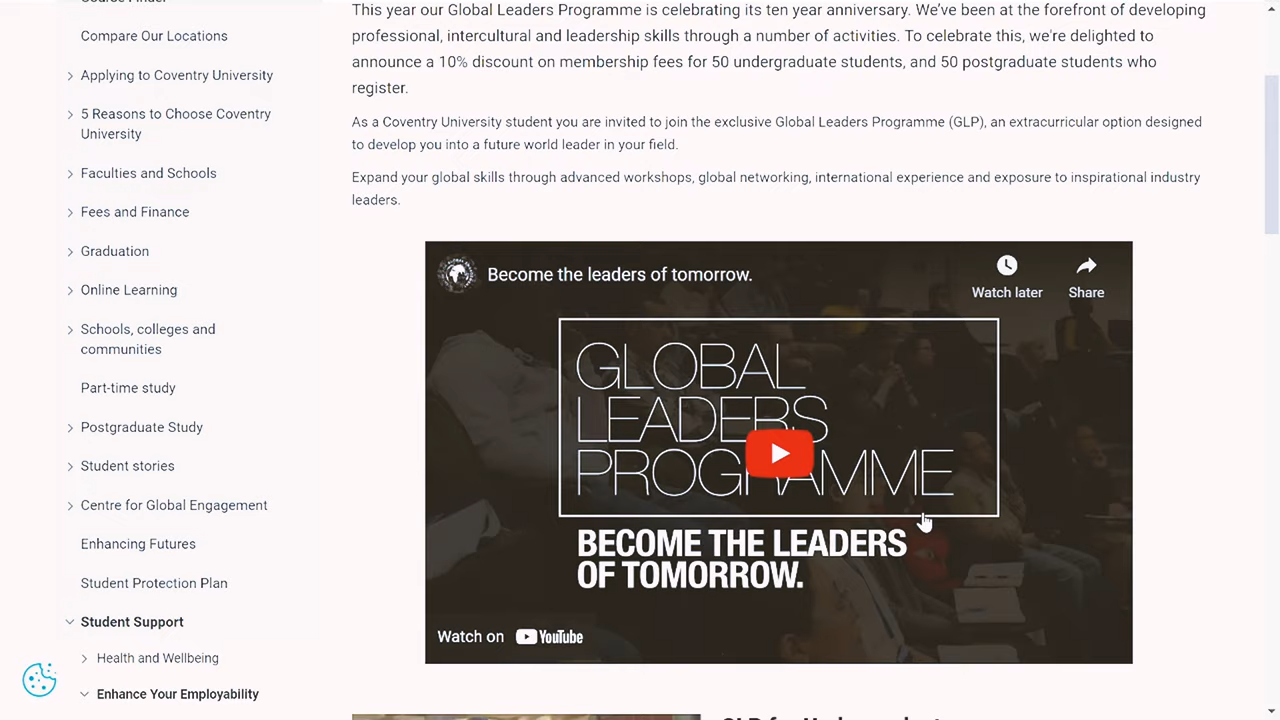 Compare Our Locations
Applying to Coventry University
5 Reasons to Choose Coventry
University
Faculties and Schools
Fees and Finance
Graduation
Online Learning
Schools, colleges and
communities
Part-time study
Postgraduate Study
Student stories
Centre for Global Engagement
Enhancing Futures
Student Protection Plan
Student Support
Health and Wellbeing
Enhance Your Employability
This year our Global Leaders Programme is celebrating its ten year anniversary. We've been at the forefront of developing
professional, intercultural and leadership skills through a number of activities. To celebrate this, we're delighted to
announce a 10% discount on membership fees for 50 undergraduate students, and 50 postgraduate students who
register.
As a Coventry University student you are invited to join the exclusive Global Leaders Programme (GLP), an extracurricular option designed
to develop you into a future world leader in your field.
Expand your global skills through advanced workshops, global networking, international experience and exposure to inspirational industry
leaders.
Become the leaders of tomorrow.
Watch later
Share
GLOBAL
LEADERS
PROGRAMME
BECOME THE LEADERS
OF TOMORROW.
Watch on YouTube